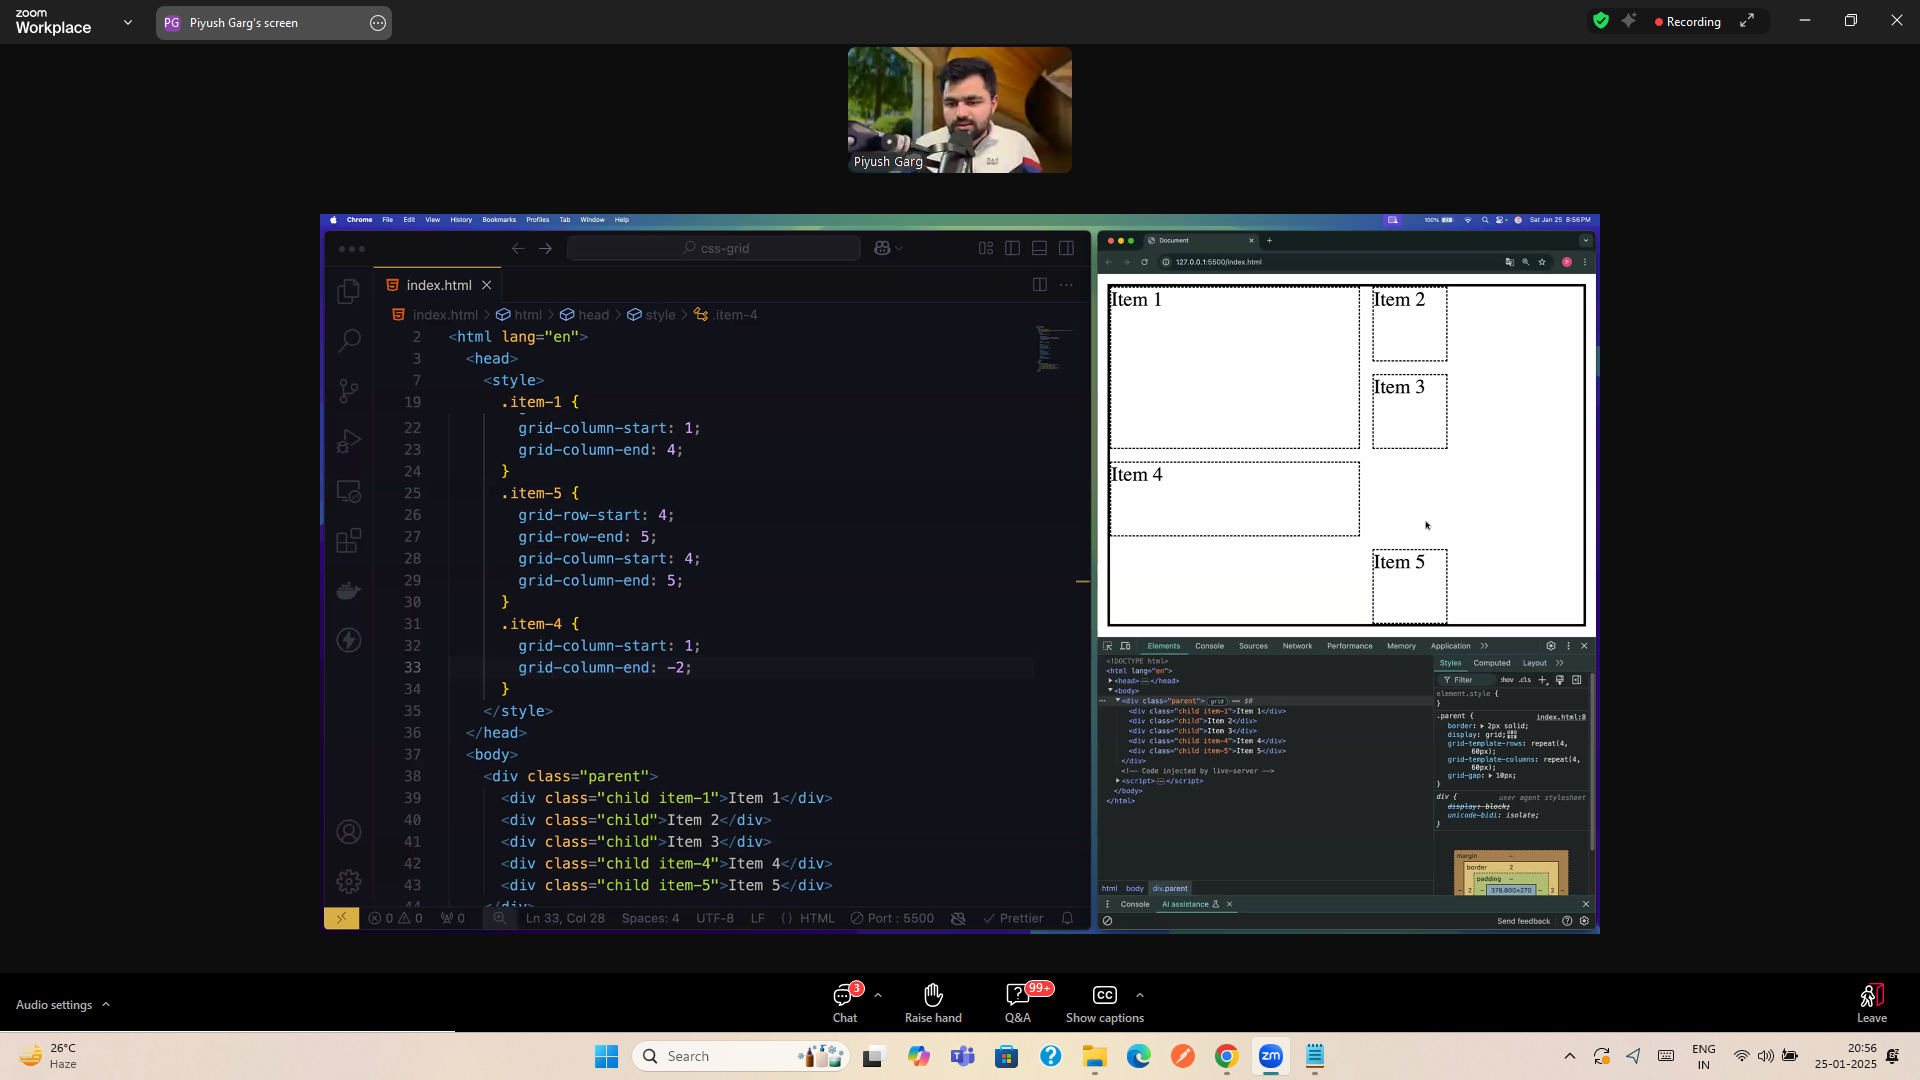 zoom
Workplace
PG Piyush Garg's screen
Recording
Piyush Garg
Chrome File Edit View History Bookmarks Profiles Tab Window Help
100% Sat Jan 25 8:56PM
css-grid
index.html
index.html > html > head > style > .item-4
2 <html lang="en">
3 <head>
7 <style>
19 .item-1 {
22 grid-column-start: 1;
23 grid-column-end: 4;
24 }
25 .item-5 {
26 grid-row-start: 4;
27 grid-row-end: 5;
28 grid-column-start: 4;
29 grid-column-end: 5;
30 }
31 .item-4 {
32 grid-column-start: 1;
33 grid-column-end: -2;
34 }
35 </style>
36 </head>
37 <body>
38 <div class="parent">
39 <div class="child item-1">Item 1</div>
40 <div class="child">Item 2</div>
41 <div class="child">Item 3</div>
42 <div class="child item-4">Item 4</div>
43 <div class="child item-5">Item 5</div>
44 </div>
0 0 0 Ln 33, Col 28 Spaces: 4 UTF-8 LF {} HTML Port : 5500 Prettier
Document
127.0.0.1:5500/index.html
Item 1
Item 2
Item 3
Item 4
Item 5
Elements Console Sources Network Performance Memory Application >>
<!DOCTYPE html>
<html lang="en">
<head> </head>
<body>
<div class="parent"> grid == $0
<div class="child item-1">Item 1</div>
<div class="child">Item 2</div>
<div class="child">Item 3</div>
<div class="child item-4">Item 4</div>
<div class="child item-5">Item 5</div>
</div>
<!-- Code injected by live-server -->
<script> </script>
</body>
</html>
Styles Computed Layout >>
Filter :hov .cls
element.style {
}
.parent { index.html:8
border: 2px solid;
display: grid;
grid-template-rows: repeat(4,
60px);
grid-template-columns: repeat(4,
60px);
grid-gap: 10px;
}
div { user agent stylesheet
display: block;
unicode-bidi: isolate;
}
margin -
border 2
padding -
- 2 - 378.800×270 - 2 -
html body div.parent
Console AI assistance
Send feedback
Audio settings
3
Chat
Raise hand
99+
Q&A
CC
Show captions
Leave
26°C
Haze
Search
zm
ENG
IN
20:56
25-01-2025